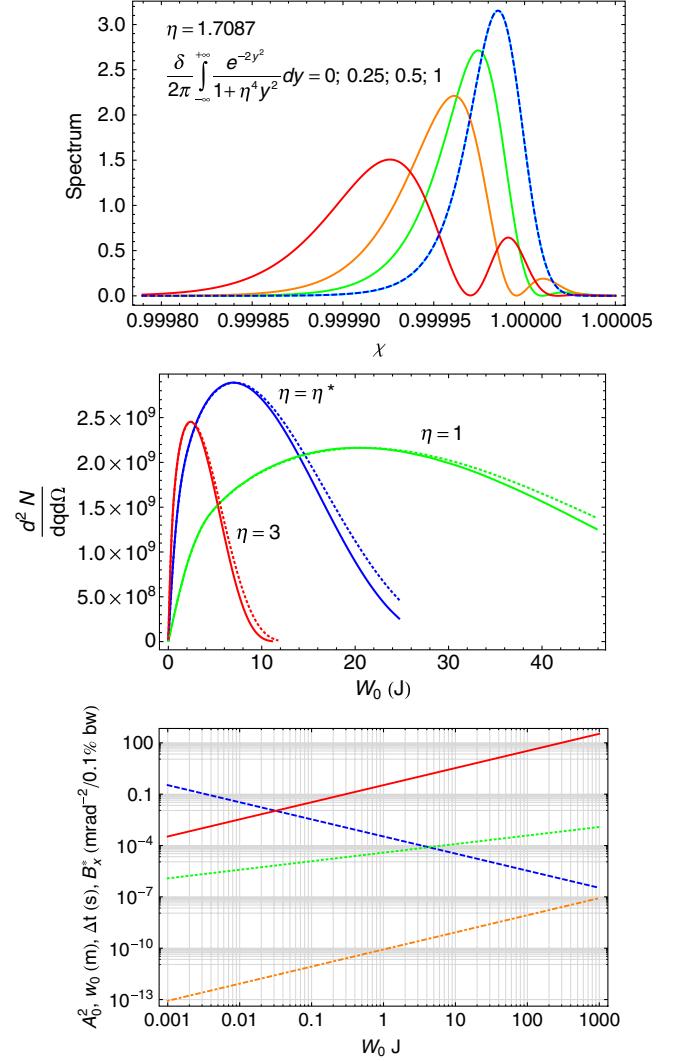 η = 1.7087
δ/2π ∫_{−∞}^{+∞} e^{−2y²}/(1 + η⁴y²) dy = 0; 0.25; 0.5; 1
Spectrum
3.0
2.5
2.0
1.5
1.0
0.5
0.0
0.99980 0.99985 0.99990 0.99995 1.00000 1.00005
χ
η = η*
η = 1
η = 3
d² N / dqdΩ
2.5 × 10⁹
2.0 × 10⁹
1.5 × 10⁹
1.0 × 10⁹
5.0 × 10⁸
0
0 10 20 30 40
W₀ (J)
A₀², w₀ (m), Δt (s), Bₓ* (mrad⁻²/0.1% bw)
100
0.1
10⁻⁴
10⁻⁷
10⁻¹⁰
10⁻¹³
0.001 0.01 0.1 1 10 100 1000
W₀ J